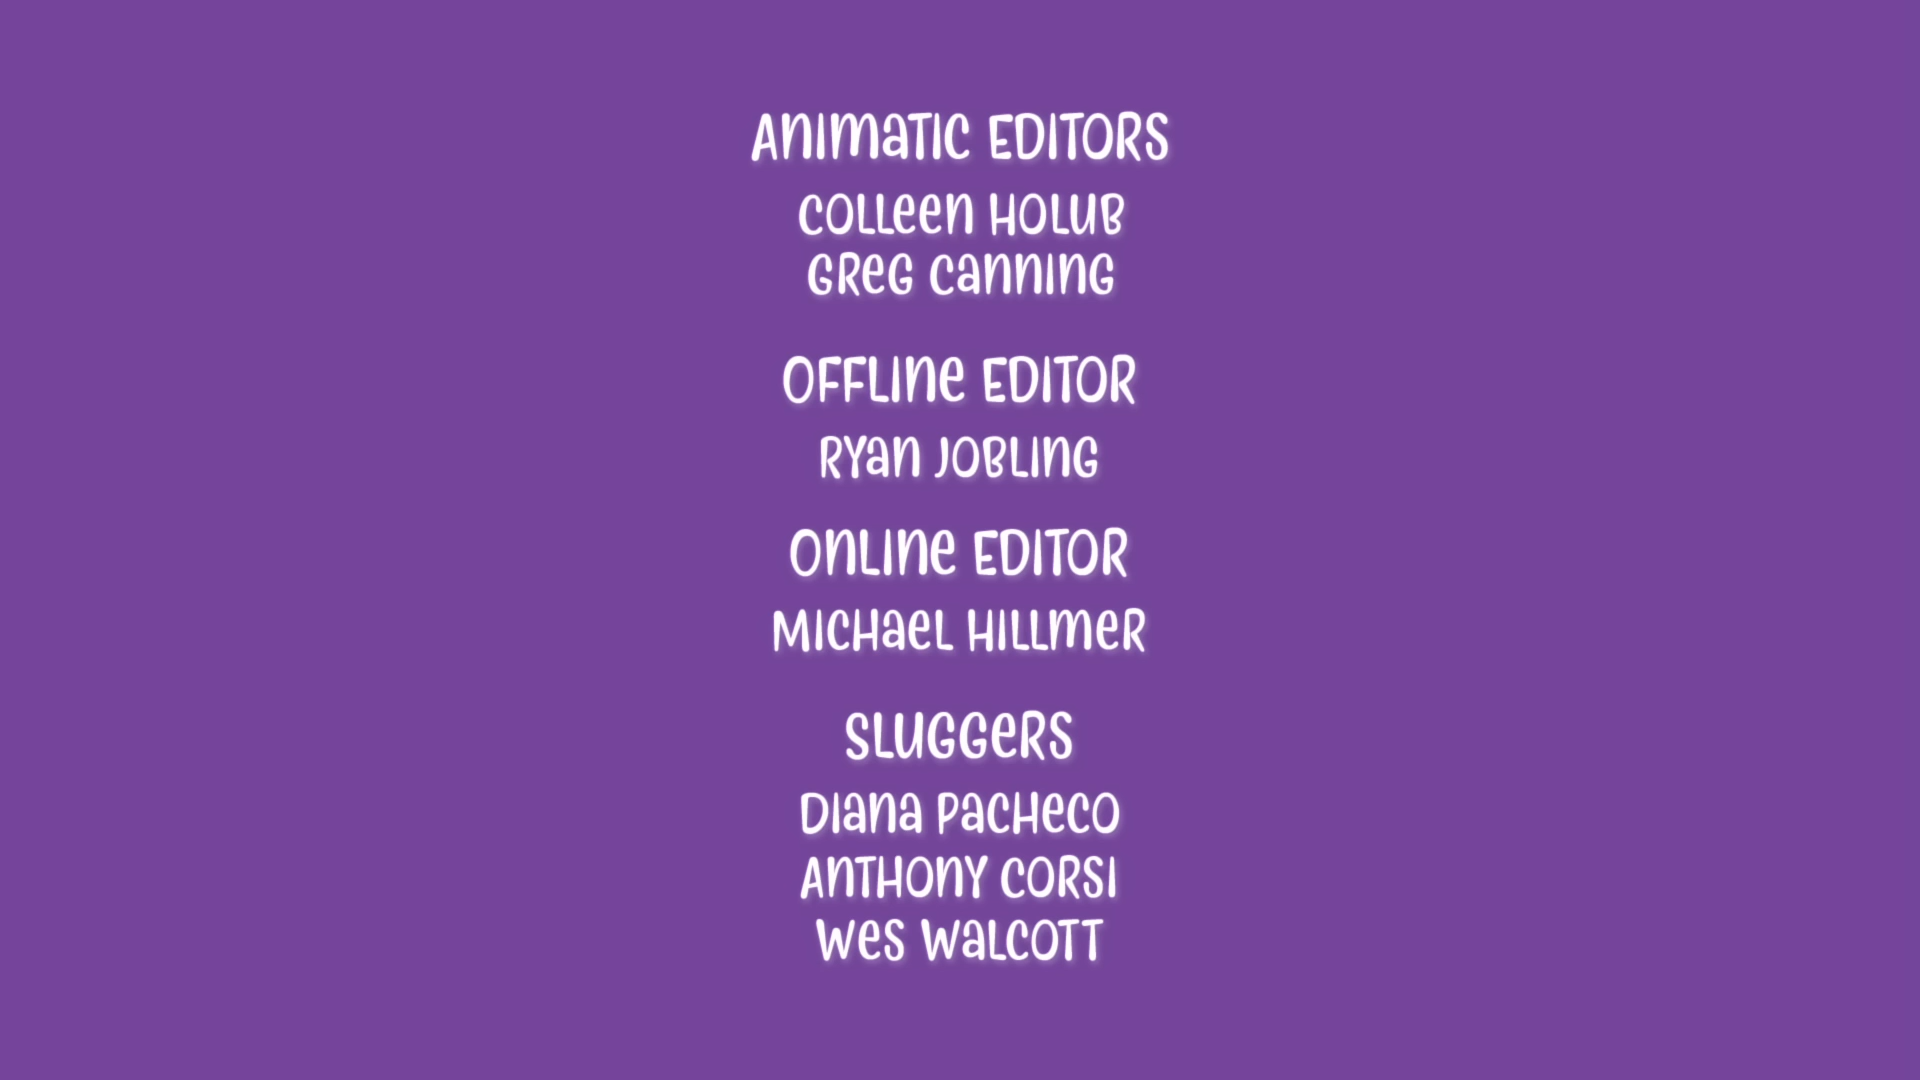 ANIMATIC EDITORS
COLLEEN HOLUB
GREG CANNING
OFFLINE EDITOR
RYAN JOBLING
ONLINE EDITOR
MICHAEL HILLMER
SLUGGERS
DIANA PACHECO
ANTHONY CORSI
WES WALCOTT